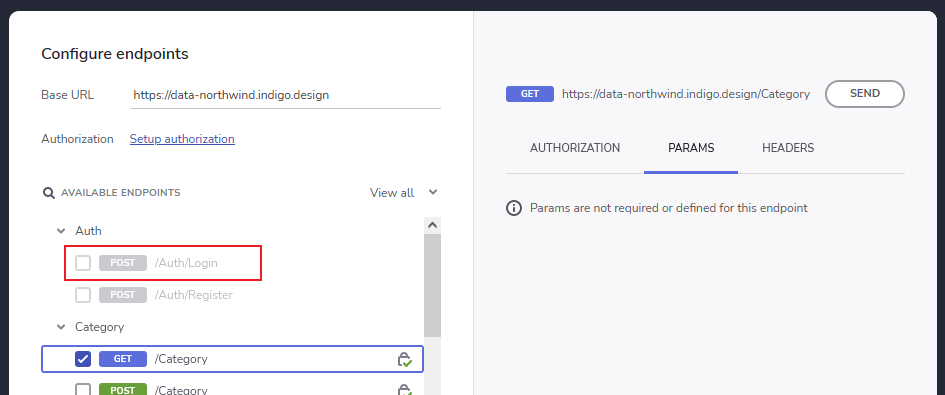 Configure endpoints
Base URL
https://data-northwind.indigo.design
Authorization
Setup authorization
AVAILABLE ENDPOINTS
View all
Auth
POST /Auth/Login
POST /Auth/Register
Category
GET /Category
POST /Category
GET https://data-northwind.indigo.design/Category
SEND
AUTHORIZATION PARAMS HEADERS
Params are not required or defined for this endpoint